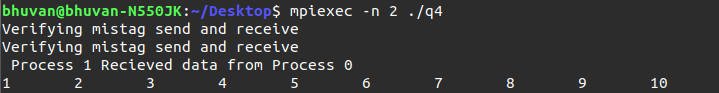 bhuvan@bhuvan-N550JK:~/Desktop$ mpiexec -n 2 ./q4
Verifying mistag send and receive
Verifying mistag send and receive
 Process 1 Recieved data from Process 0
1 2 3 4 5 6 7 8 9 10